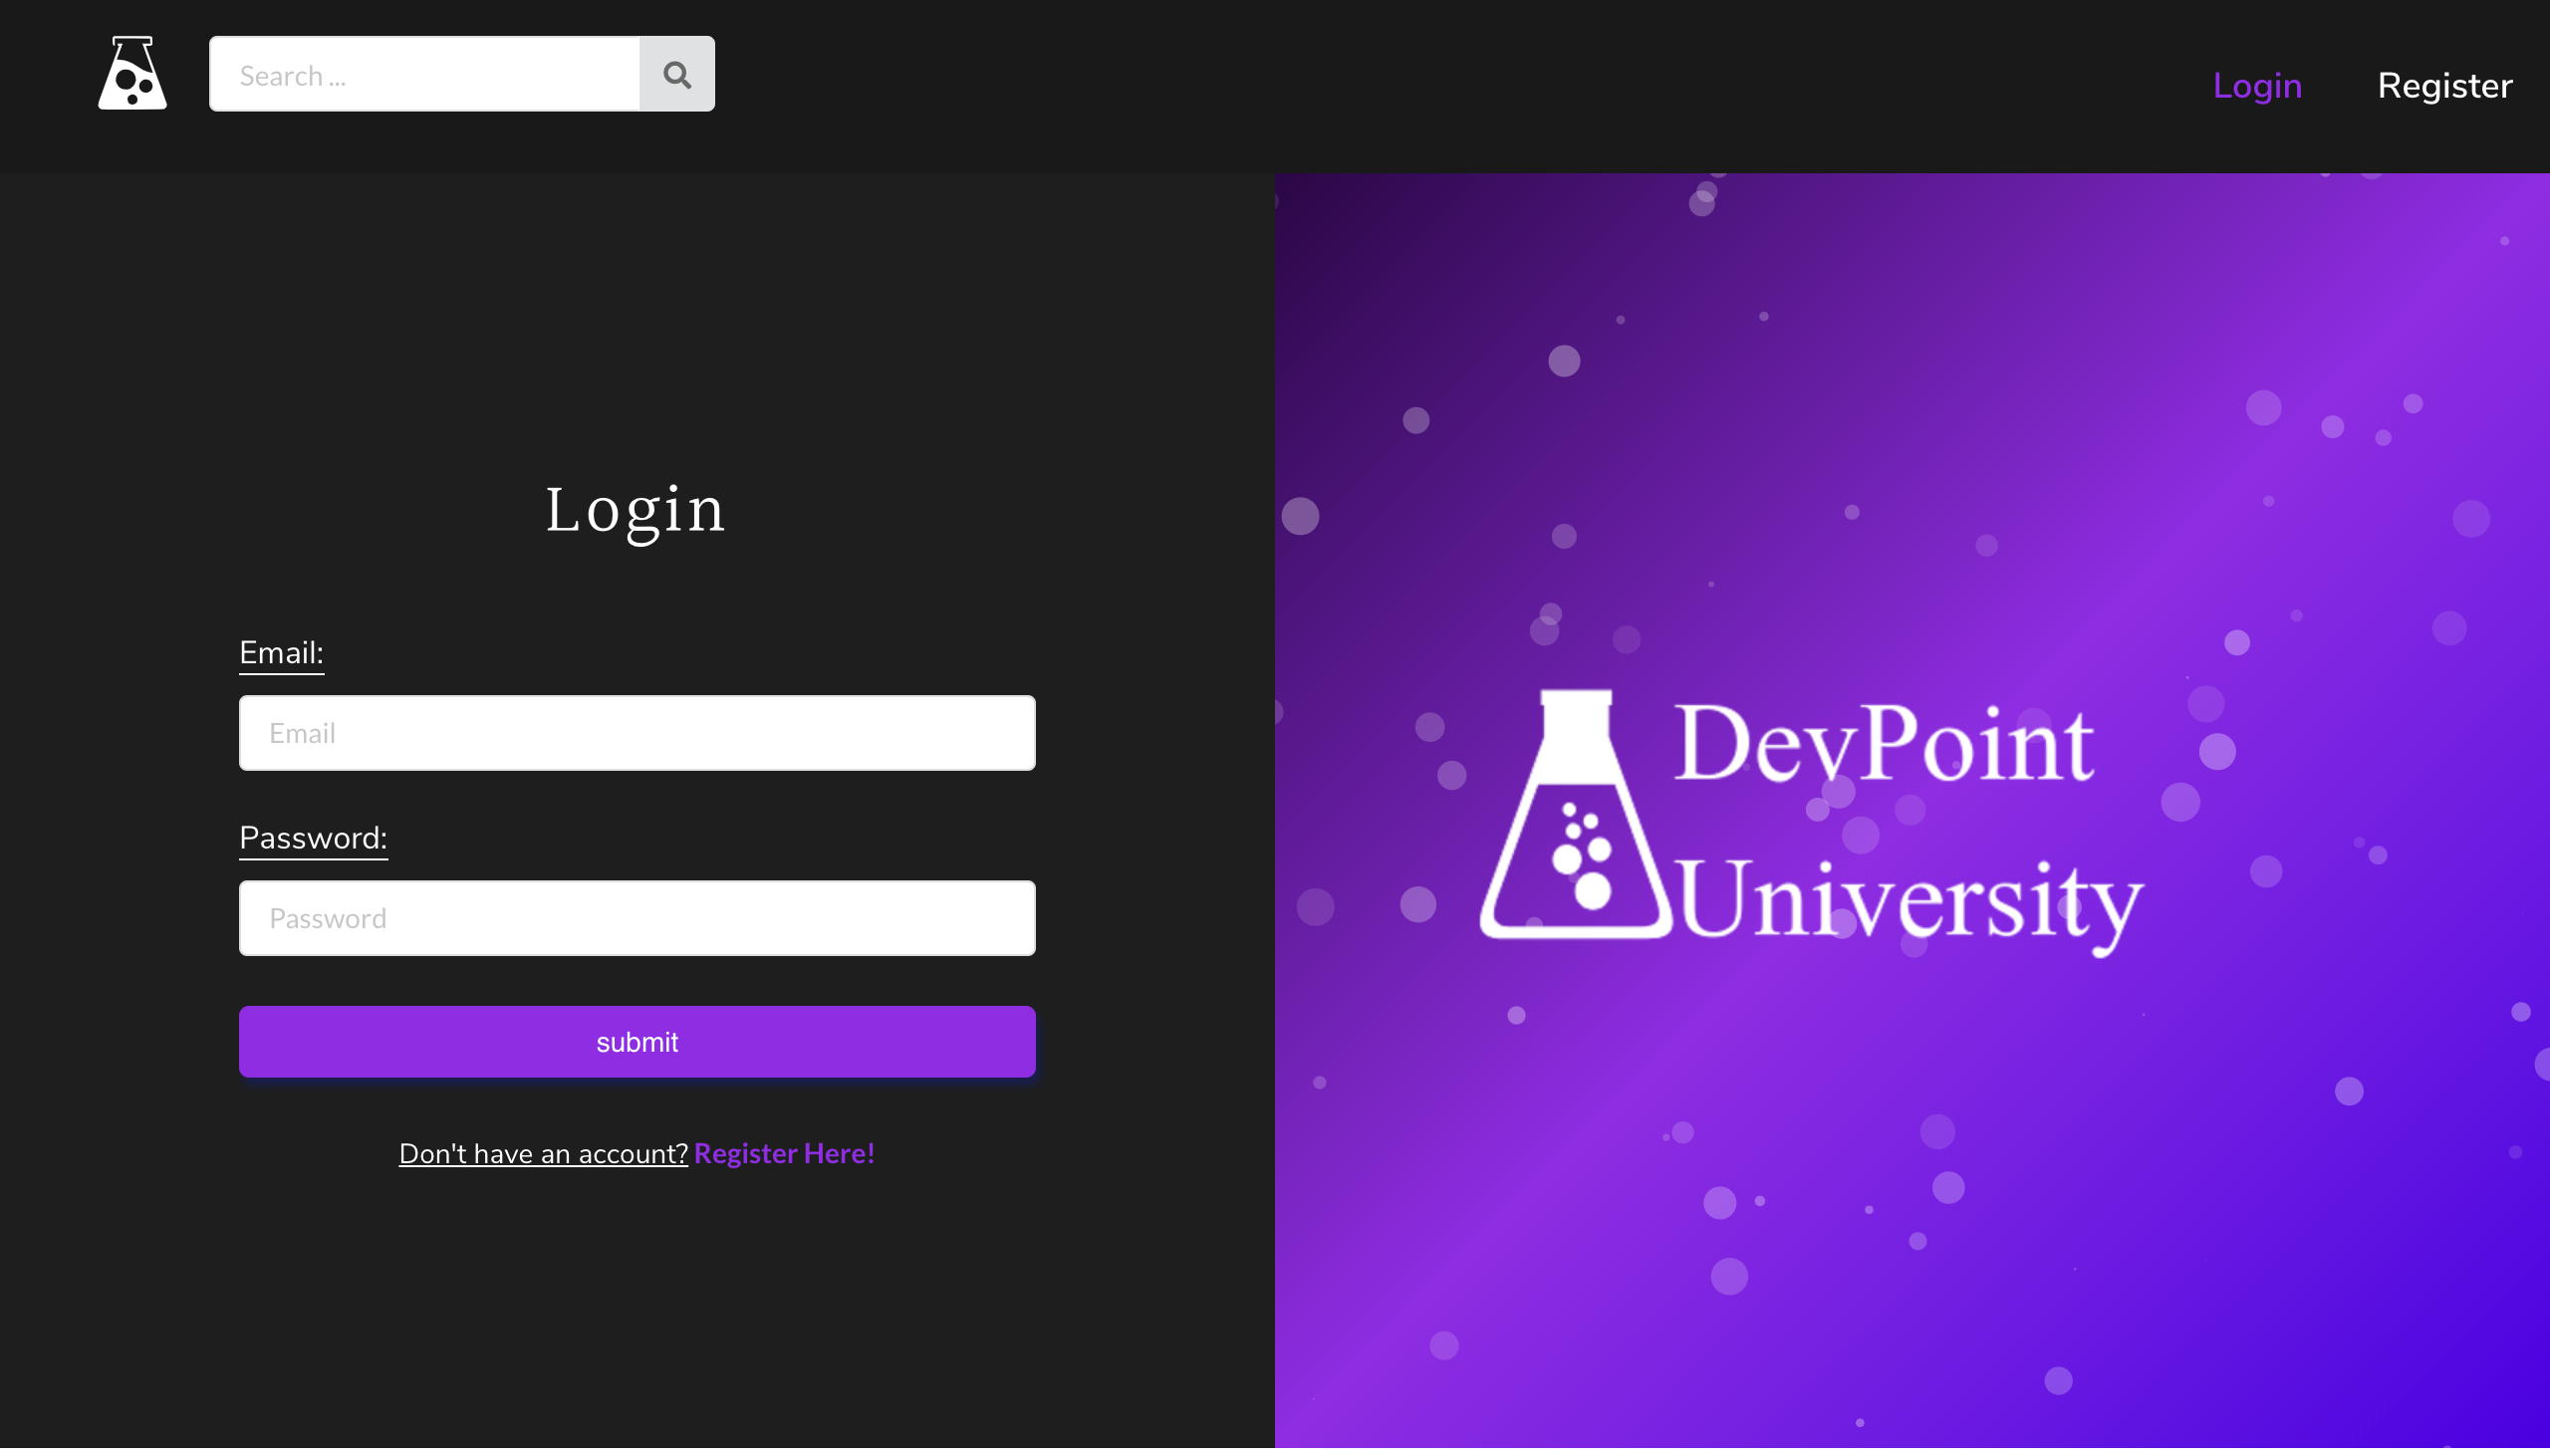 Search ...
Login
Register
Login
Email:
Email
Password:
Password
submit
Don't have an account? Register Here!
DevPoint
University